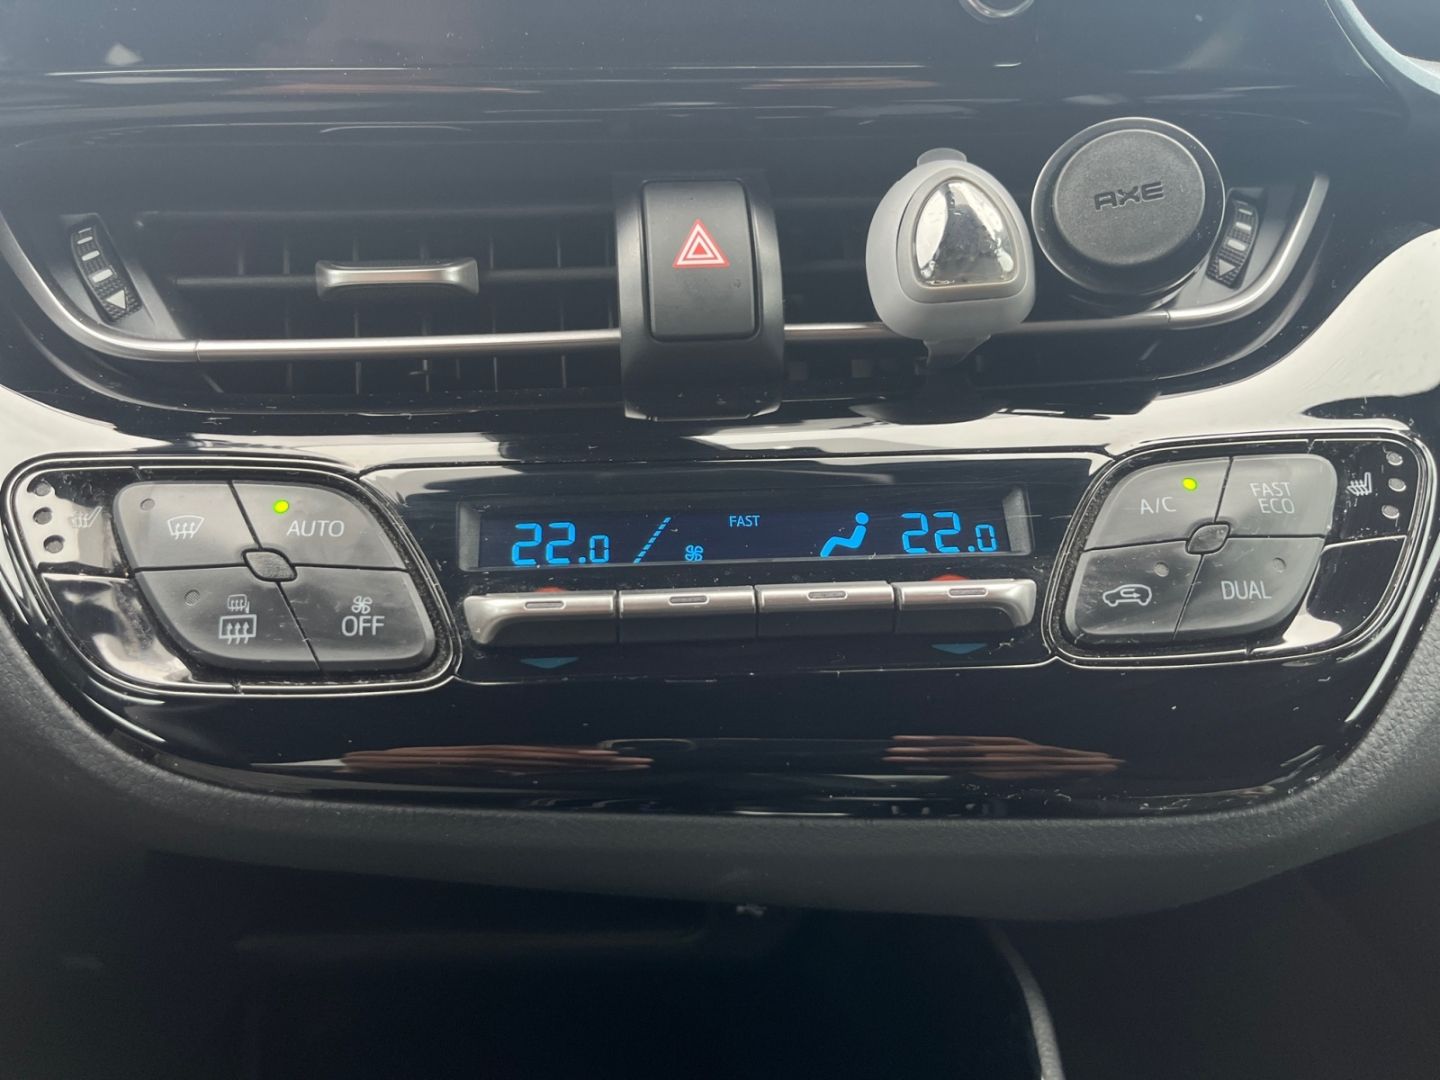 AXE
AUTO
OFF
22.0
FAST
22.0
A/C
FAST
ECO
DUAL